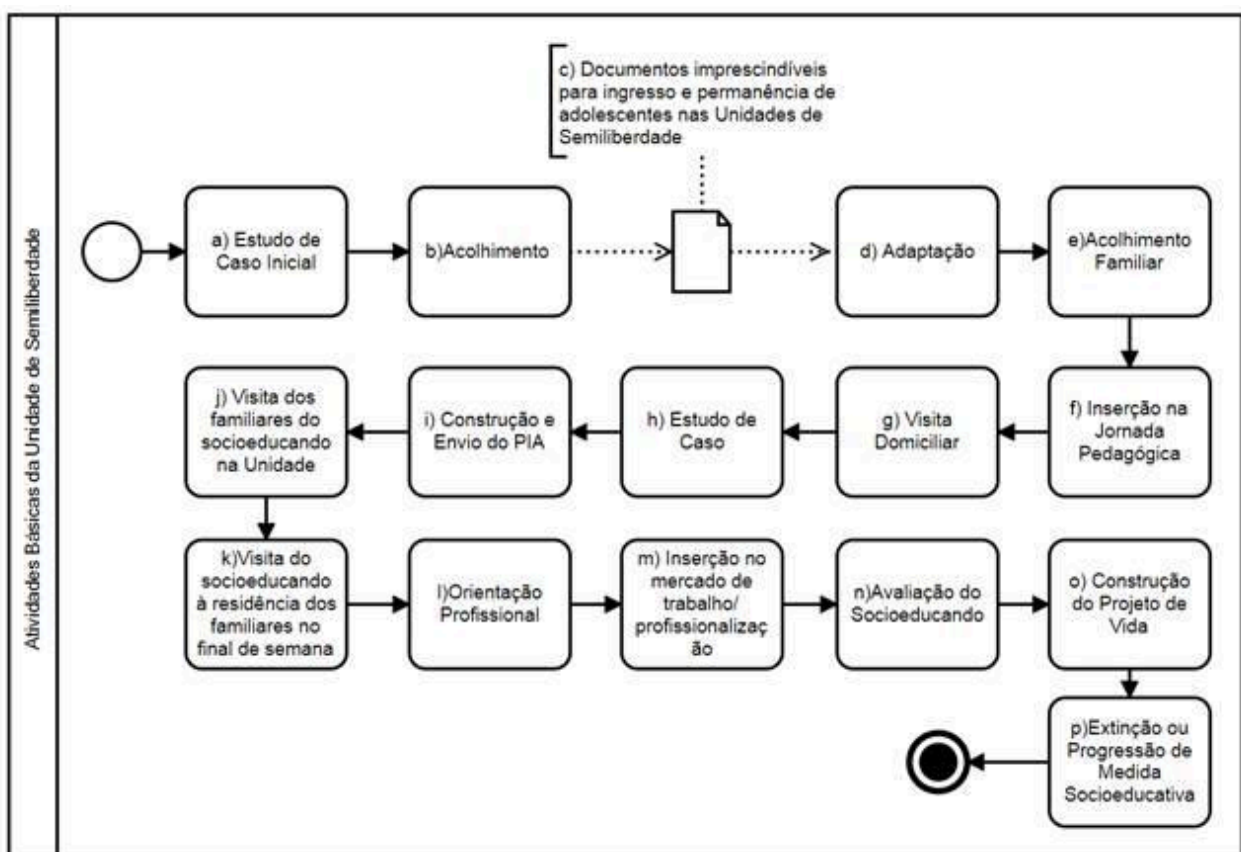 Atividades Básicas da Unidade de Semiliberdade
c) Documentos imprescindíveis
para ingresso e permanência de
adolescentes nas Unidades de
Semiliberdade
a) Estudo de
Caso Inicial
b)Acolhimento
d) Adaptação
e)Acolhimento
Familiar
j) Visita dos
familiares do
socioeducando
na Unidade
i) Construção e
Envio do PIA
h) Estudo de
Caso
g) Visita
Domiciliar
f) Inserção na
Jornada
Pedagógica
k)Visita do
socioeducando
à residência dos
familiares no
final de semana
l)Orientação
Profissional
m) Inserção no
mercado de
trabalho/
profissionalizaç
ão
n)Avaliação do
Socioeducando
o) Construção
do Projeto de
Vida
p)Extinção ou
Progressão de
Medida
Socioeducativa